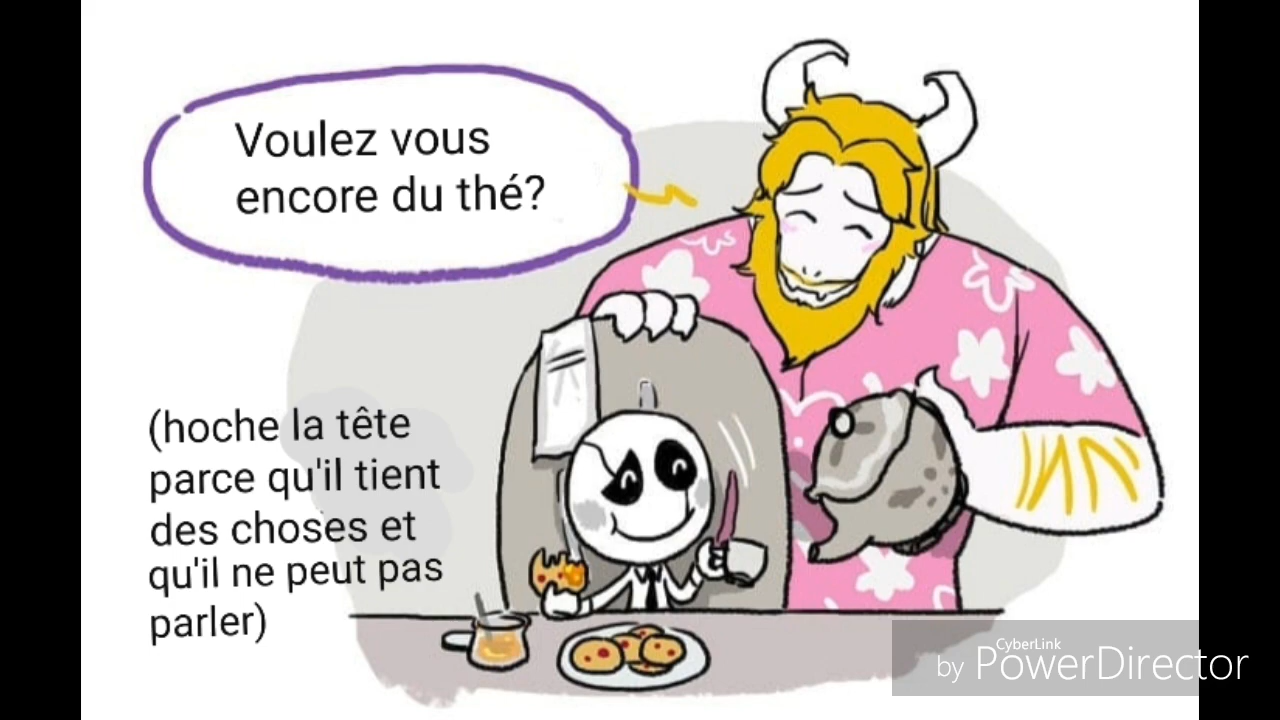 Voulez vous
encore du thé?
(hoche la tête
parce qu'il tient
des choses et
qu'il ne peut pas
parler)
CyberLink
by PowerDirector